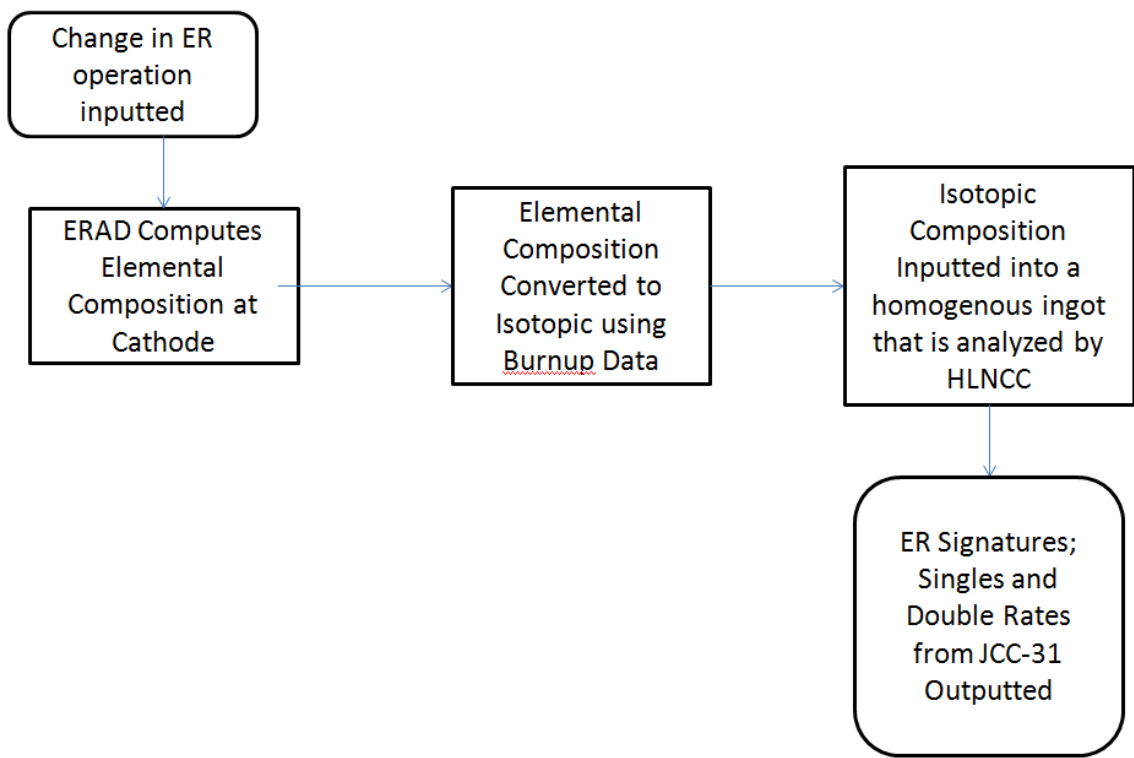 Change in ER
operation
inputted
ERAD Computes
Elemental
Composition at
Cathode
Elemental
Composition
Converted to
Isotopic using
Burnup Data
Isotopic
Composition
Inputted into a
homogenous ingot
that is analyzed by
HLNCC
ER Signatures;
Singles and
Double Rates
from JCC-31
Outputted